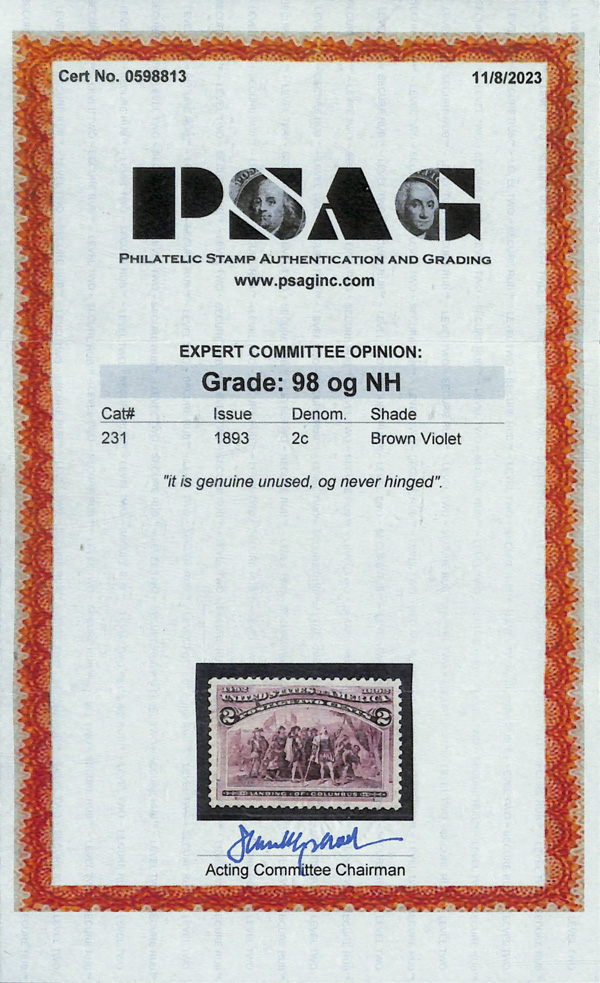 Cert No. 0598813 11/8/2023
PSAG
PHILATELIC STAMP AUTHENTICATION AND GRADING
www.psaginc.com
EXPERT COMMITTEE OPINION:
Grade: 98 og NH
Cat# Issue Denom. Shade
231 1893 2c Brown Violet
"it is genuine unused, og never hinged".
1492 1892
UNITED STATES OF AMERICA
POSTAGE TWO CENTS
2 2
LANDING · OF · COLUMBUS
Acting Committee Chairman